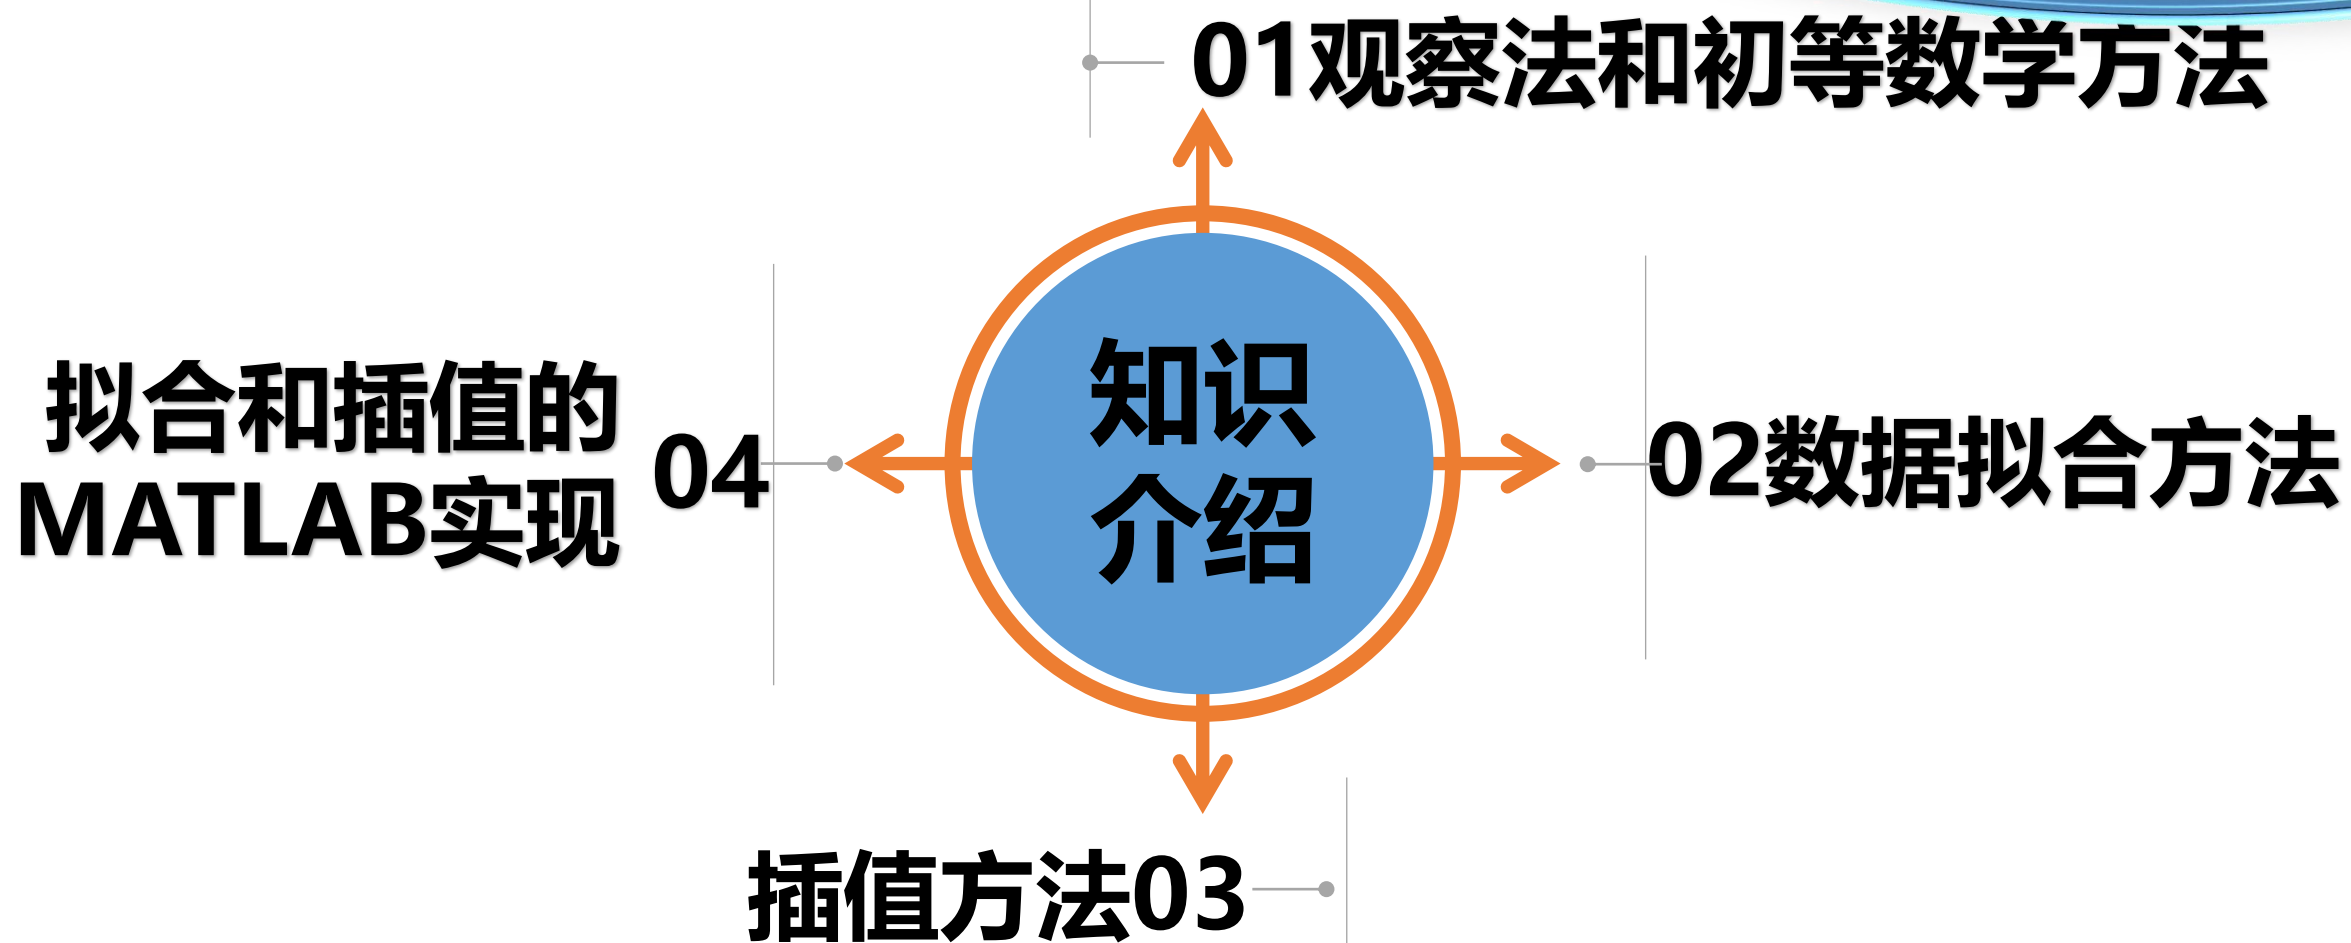 01观察法和初等数学方法
知识
介绍
02数据拟合方法
插值方法03
拟合和插值的
MATLAB实现
04